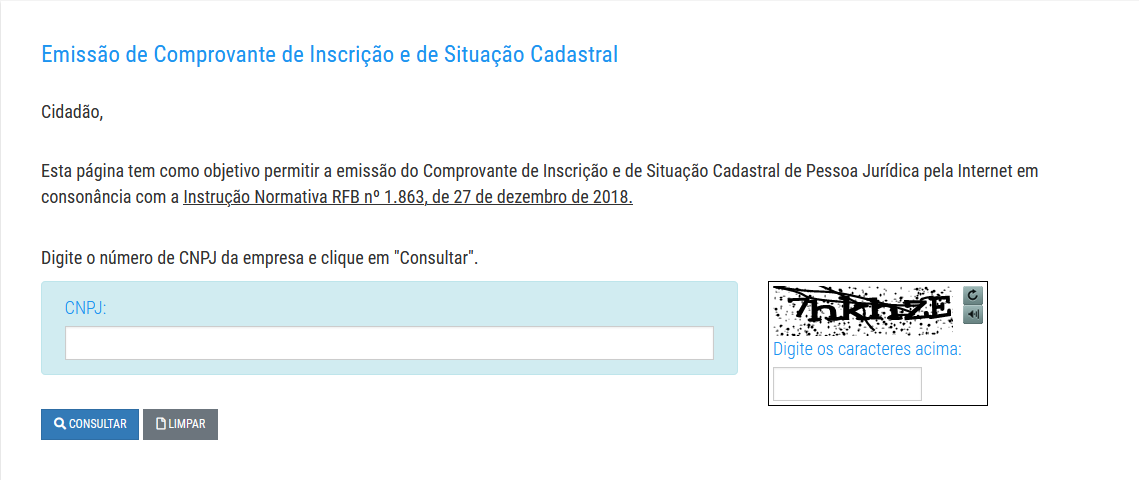 Emissão de Comprovante de Inscrição e de Situação Cadastral
Cidadão,
Esta página tem como objetivo permitir a emissão do Comprovante de Inscrição e de Situação Cadastral de Pessoa Jurídica pela Internet em
consonância com a Instrução Normativa RFB nº 1.863, de 27 de dezembro de 2018.
Digite o número de CNPJ da empresa e clique em "Consultar".
CNPJ:
Digite os caracteres acima:
CONSULTAR
LIMPAR